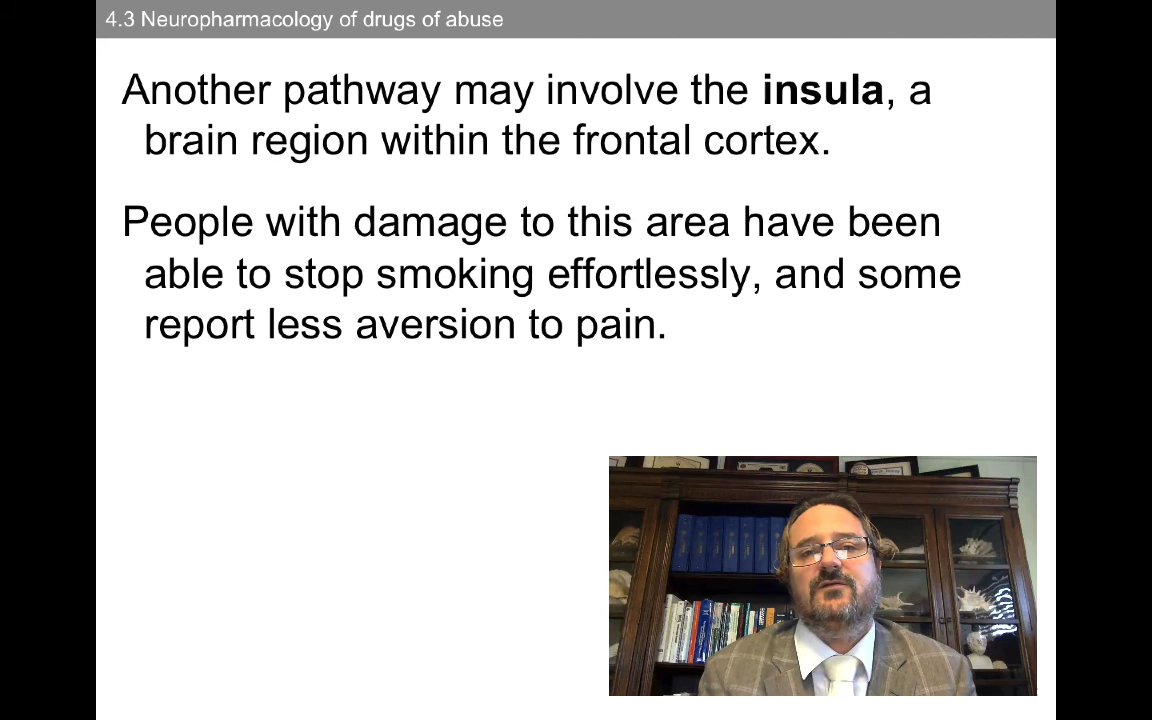 4.3 Neuropharmacology of drugs of abuse
Another pathway may involve the insula, a
brain region within the frontal cortex.
People with damage to this area have been
able to stop smoking effortlessly, and some
report less aversion to pain.